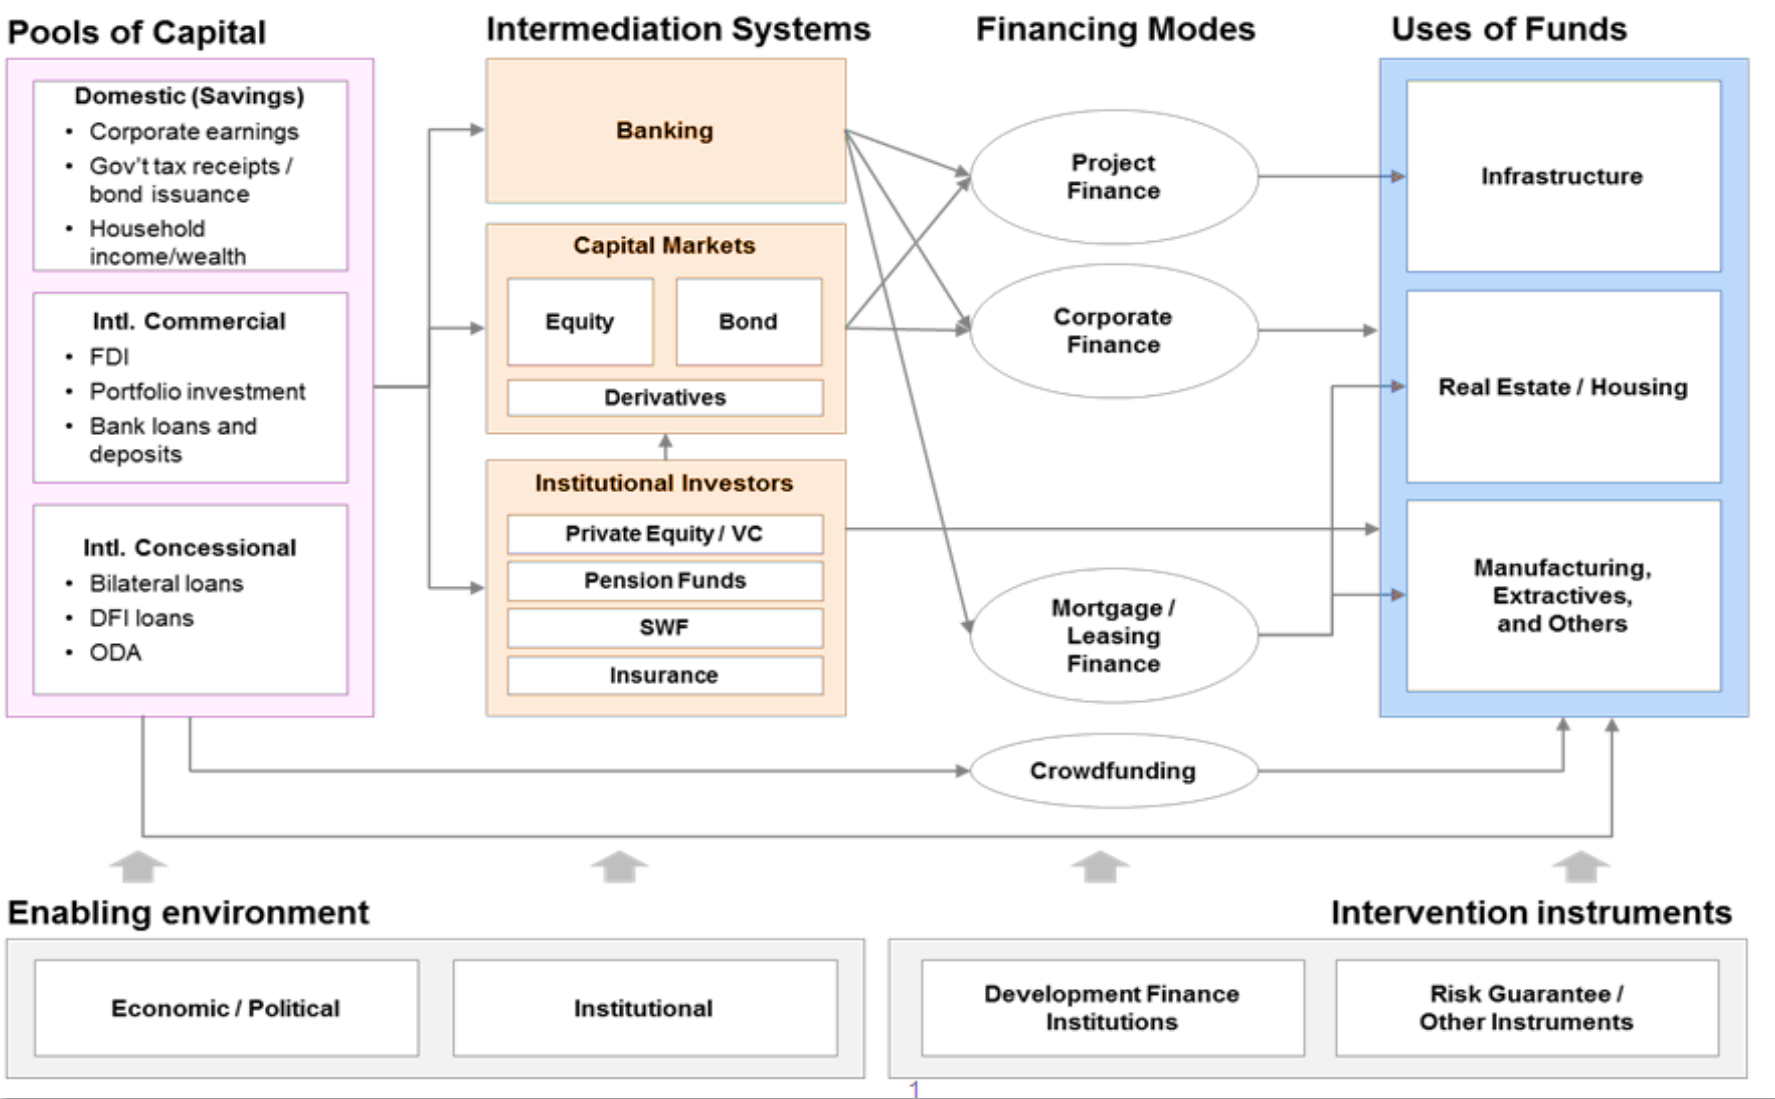 Pools of Capital
Intermediation Systems
Financing Modes
Uses of Funds
Domestic (Savings)
• Corporate earnings
• Gov't tax receipts /
bond issuance
• Household
income/wealth
Intl. Commercial
• FDI
• Portfolio investment
• Bank loans and
deposits
Intl. Concessional
• Bilateral loans
• DFI loans
• ODA
Banking
Capital Markets
Equity
Bond
Derivatives
Institutional Investors
Private Equity / VC
Pension Funds
SWF
Insurance
Project
Finance
Corporate
Finance
Mortgage /
Leasing
Finance
Crowdfunding
Infrastructure
Real Estate / Housing
Manufacturing,
Extractives,
and Others
Enabling environment
Economic / Political
Institutional
Intervention instruments
Development Finance
Institutions
Risk Guarantee /
Other Instruments
1